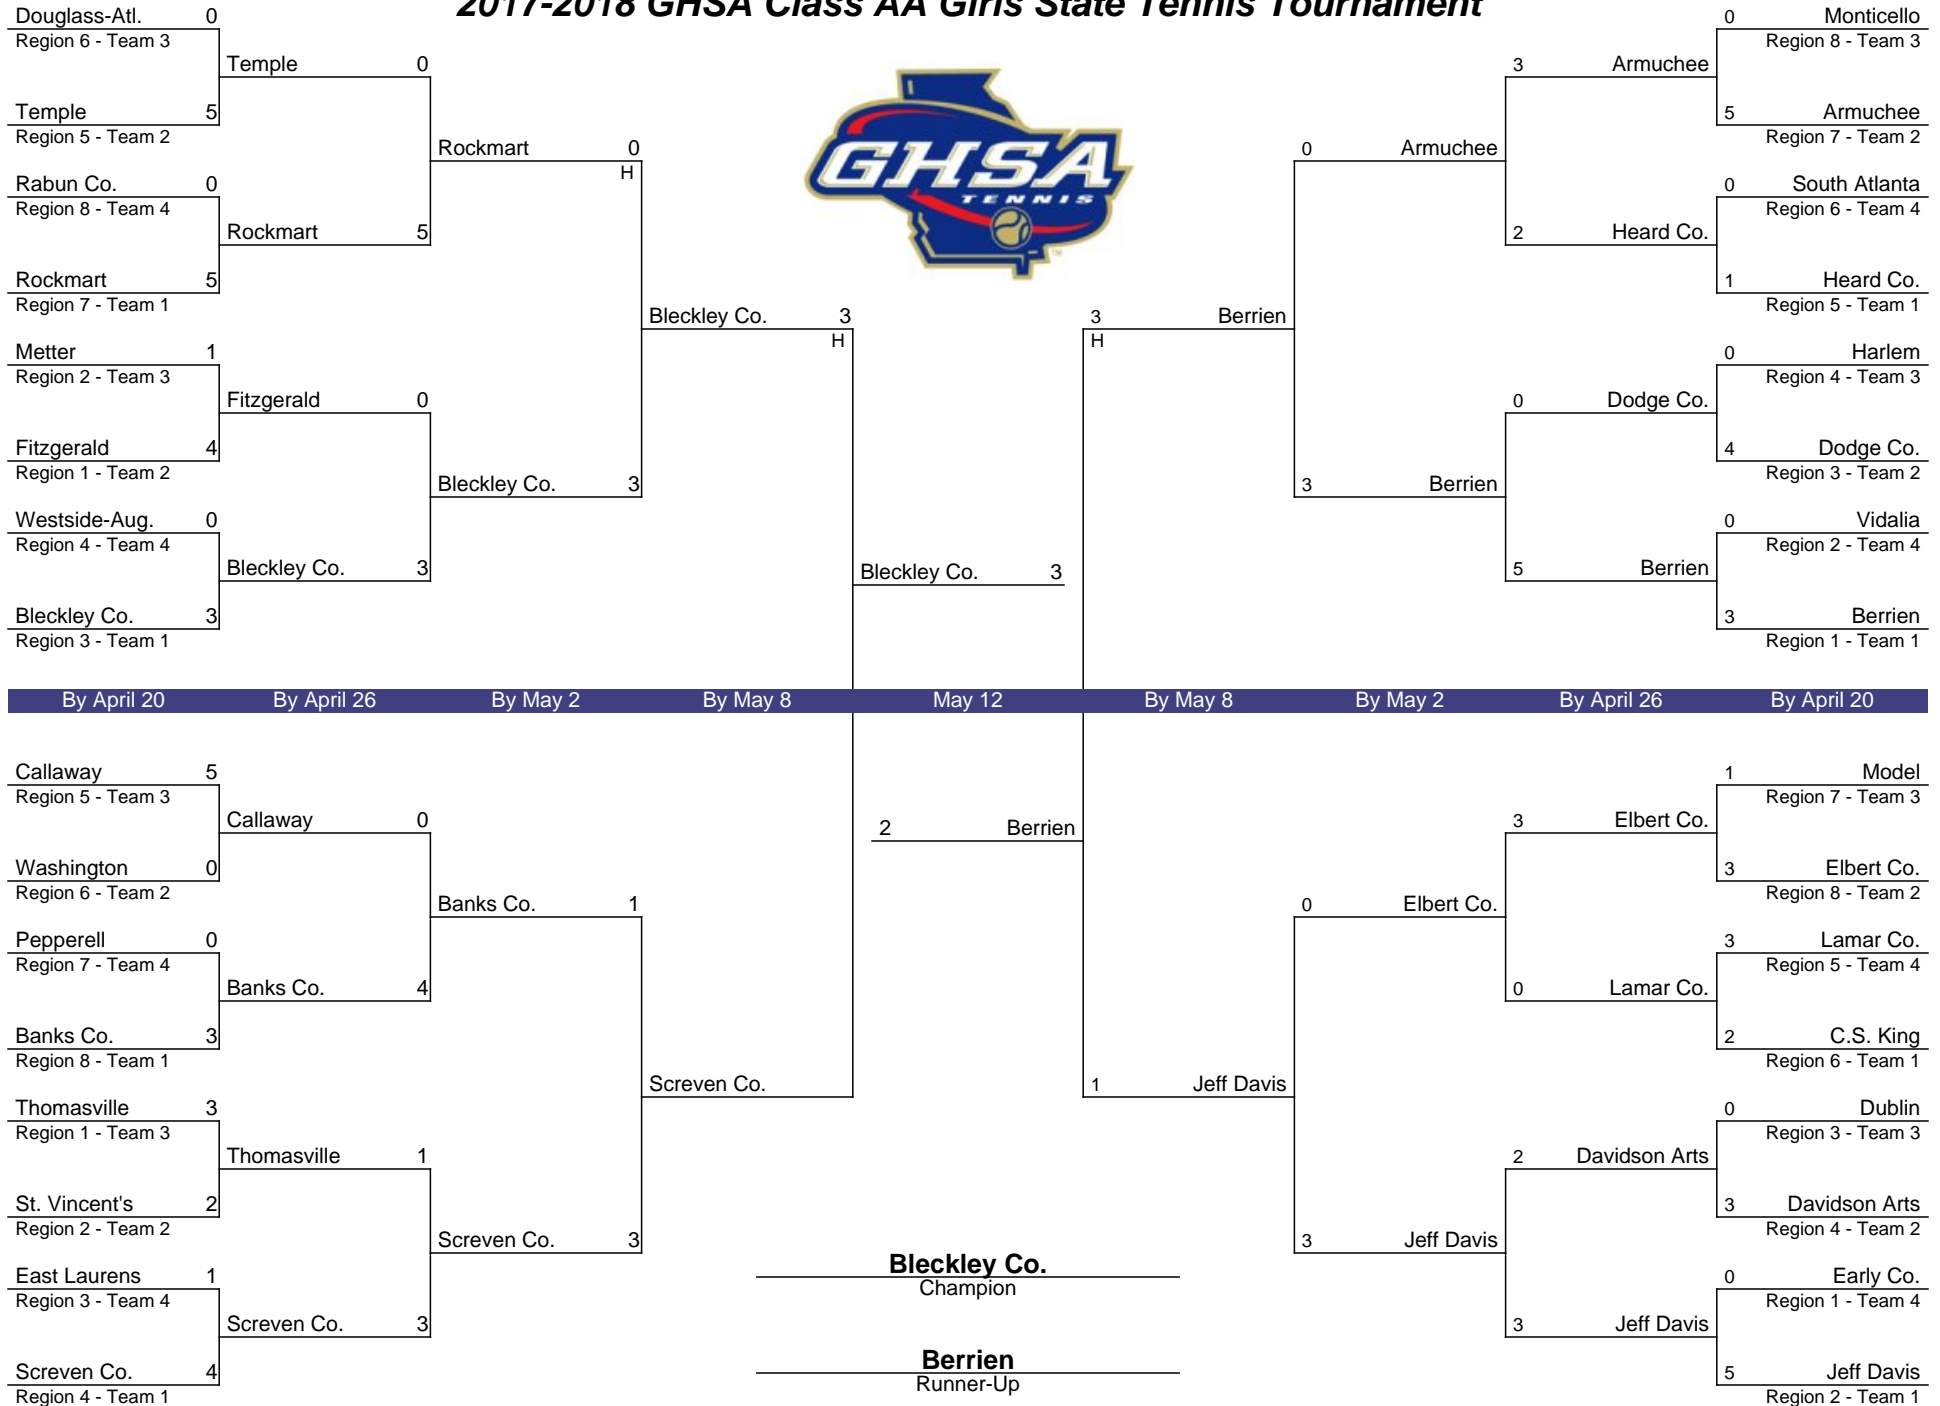 2017-2018 GHSA Class AA Girls State Tennis Tournament
Douglass-Atl. 0
Region 6 - Team 3
Temple 5
Region 5 - Team 2
Rabun Co. 0
Region 8 - Team 4
Rockmart 5
Region 7 - Team 1
Metter 1
Region 2 - Team 3
Fitzgerald 4
Region 1 - Team 2
Westside-Aug. 0
Region 4 - Team 4
Bleckley Co. 3
Region 3 - Team 1
Temple 0
Rockmart 5
Fitzgerald 0
Bleckley Co. 3
Rockmart 0
H
Bleckley Co. 3
Bleckley Co. 3
H
Bleckley Co. 3
GHSA
TENNIS
TM
3 Berrien
H
0 Armuchee
3 Berrien
3 Armuchee
2 Heard Co.
0 Dodge Co.
5 Berrien
0 Monticello
Region 8 - Team 3
5 Armuchee
Region 7 - Team 2
0 South Atlanta
Region 6 - Team 4
1 Heard Co.
Region 5 - Team 1
0 Harlem
Region 4 - Team 3
4 Dodge Co.
Region 3 - Team 2
0 Vidalia
Region 2 - Team 4
3 Berrien
Region 1 - Team 1
By April 20 By April 26 By May 2 By May 8 May 12 By May 8 By May 2 By April 26 By April 20
Callaway 5
Region 5 - Team 3
Washington 0
Region 6 - Team 2
Pepperell 0
Region 7 - Team 4
Banks Co. 3
Region 8 - Team 1
Thomasville 3
Region 1 - Team 3
St. Vincent's 2
Region 2 - Team 2
East Laurens 1
Region 3 - Team 4
Screven Co. 4
Region 4 - Team 1
Callaway 0
Banks Co. 4
Thomasville 1
Screven Co. 3
Banks Co. 1
Screven Co. 3
Screven Co.
2 Berrien
Bleckley Co.
Champion
Berrien
Runner-Up
1 Jeff Davis
0 Elbert Co.
3 Jeff Davis
3 Elbert Co.
0 Lamar Co.
2 Davidson Arts
3 Jeff Davis
1 Model
Region 7 - Team 3
3 Elbert Co.
Region 8 - Team 2
3 Lamar Co.
Region 5 - Team 4
2 C.S. King
Region 6 - Team 1
0 Dublin
Region 3 - Team 3
3 Davidson Arts
Region 4 - Team 2
0 Early Co.
Region 1 - Team 4
5 Jeff Davis
Region 2 - Team 1